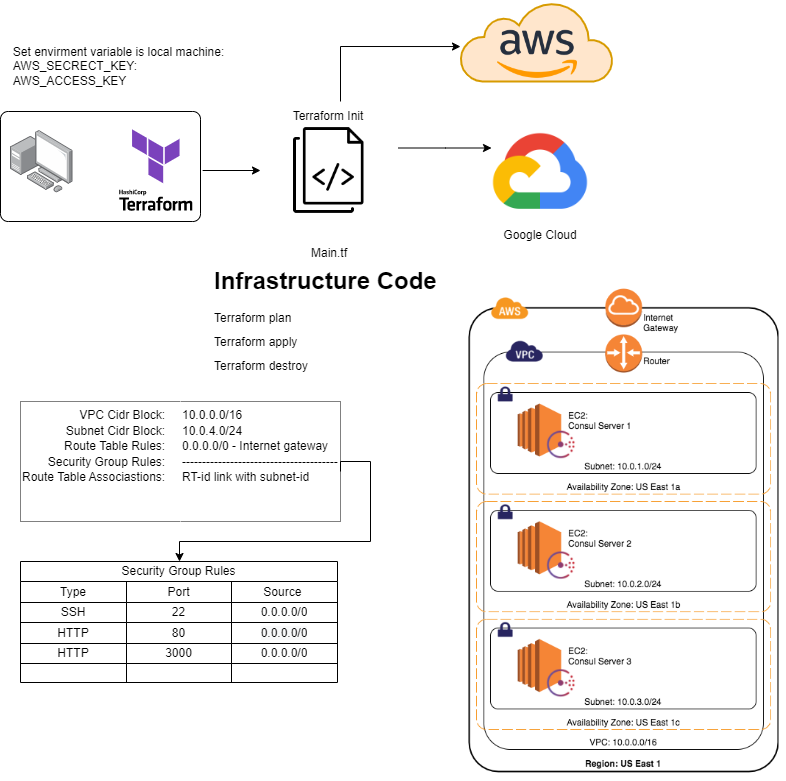 Set envirment variable is local machine:
AWS_SECRECT_KEY:
AWS_ACCESS_KEY
aws
Terraform Init
HashiCorp
Terraform
</>
Google Cloud
Main.tf
Infrastructure Code
Terraform plan
Terraform apply
Terraform destroy
VPC Cidr Block: 10.0.0.0/16
Subnet Cidr Block: 10.0.4.0/24
Route Table Rules: 0.0.0.0/0 - Internet gateway
Security Group Rules: ---------------------------------------
Route Table Associastions: RT-id link with subnet-id
Security Group Rules
Type Port Source
SSH 22 0.0.0.0/0
HTTP 80 0.0.0.0/0
HTTP 3000 0.0.0.0/0
AWS
Internet
Gateway
VPC
Router
EC2:
Consul Server 1
Subnet: 10.0.1.0/24
Availability Zone: US East 1a
EC2:
Consul Server 2
Subnet: 10.0.2.0/24
Availability Zone: US East 1b
EC2:
Consul Server 3
Subnet: 10.0.3.0/24
Availability Zone: US East 1c
VPC: 10.0.0.0/16
Region: US East 1